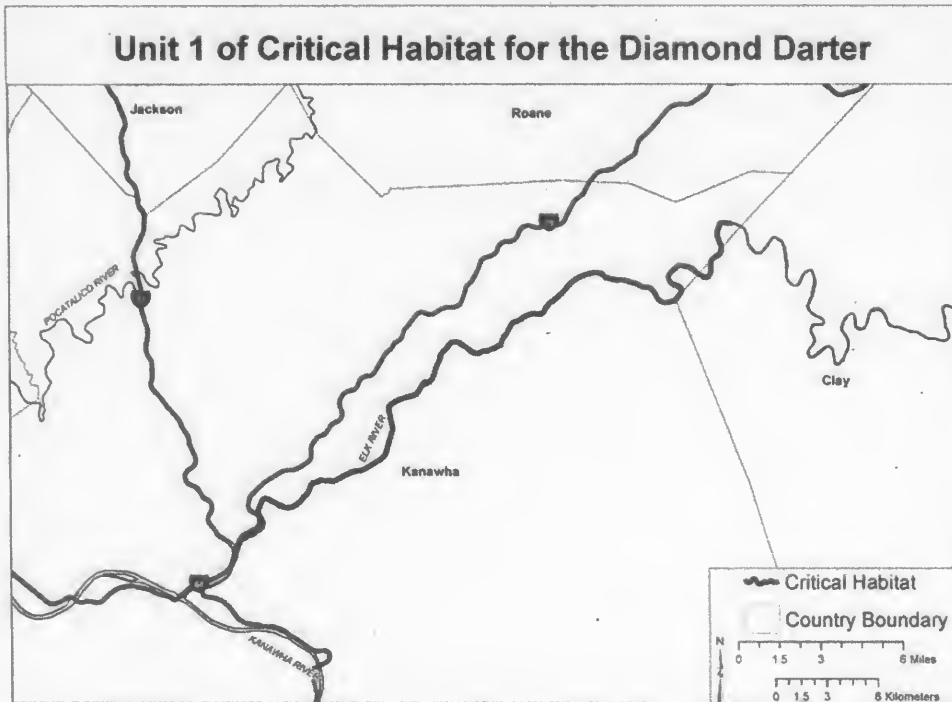 Unit 1 of Critical Habitat for the Diamond Darter
Jackson
Roane
POCATALICO RIVER
Clay
ELK RIVER
Kanawha
KANAWHA RIVER
Critical Habitat
Country Boundary
N
0 1.5 3 6 Miles
0 1.5 3 6 Kilometers